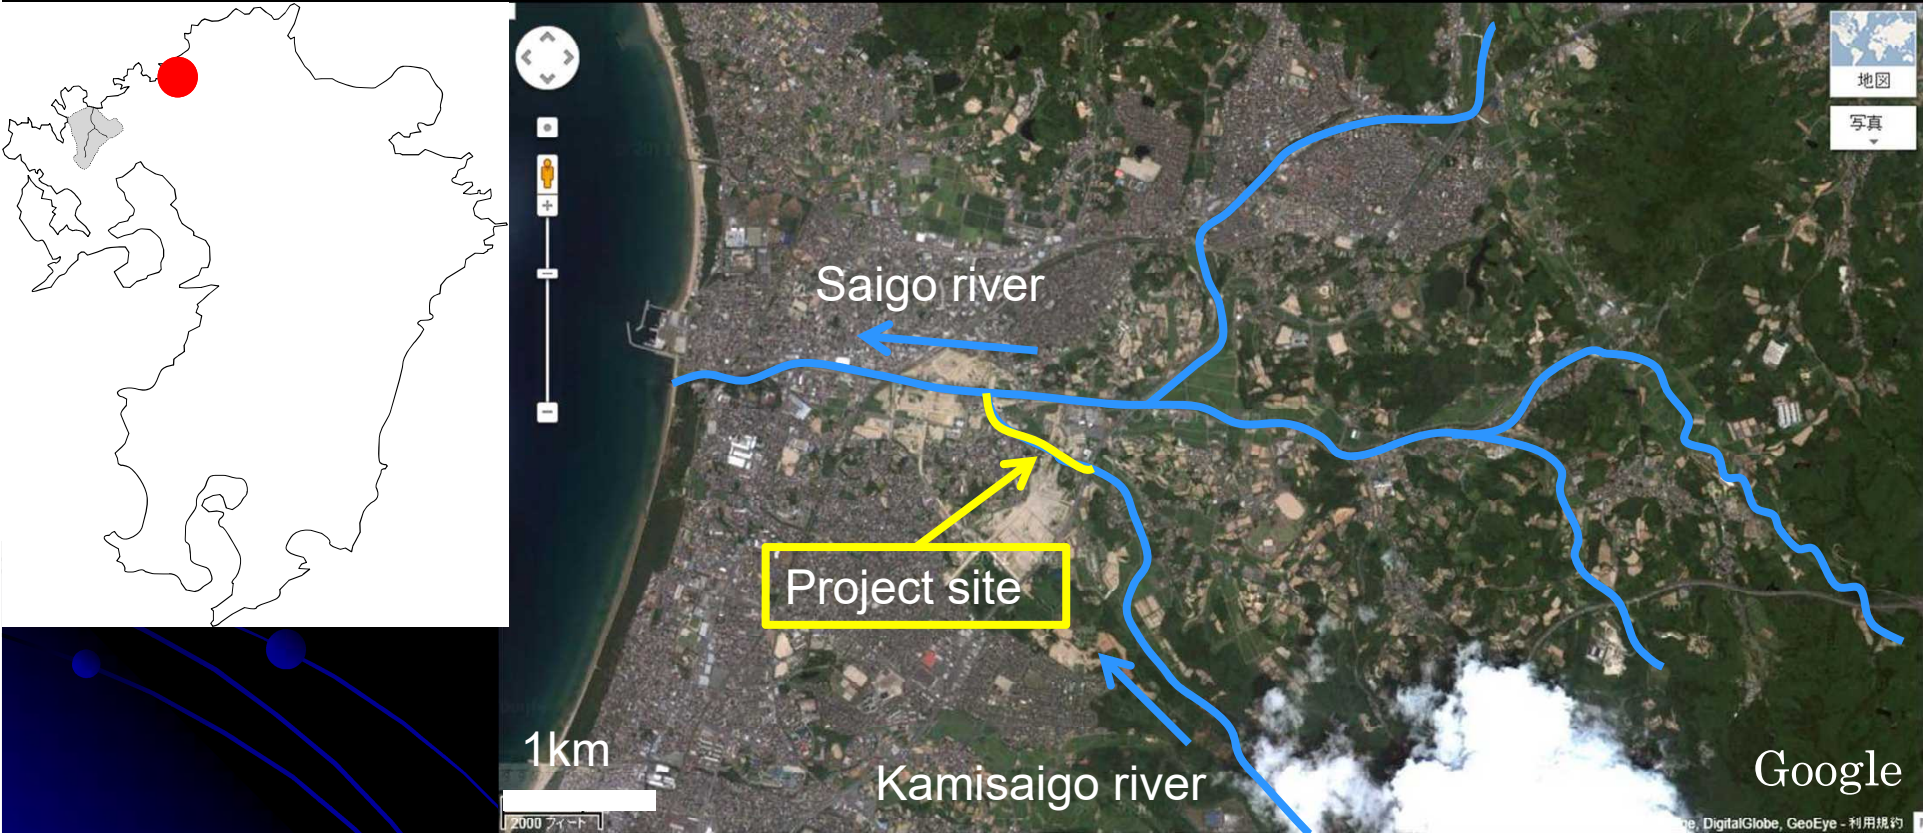 地図
写真
Saigo river
Project site
1km
Kamisaigo river
Google
2000 フィート
DigitalGlobe, GeoEye - 利用規約